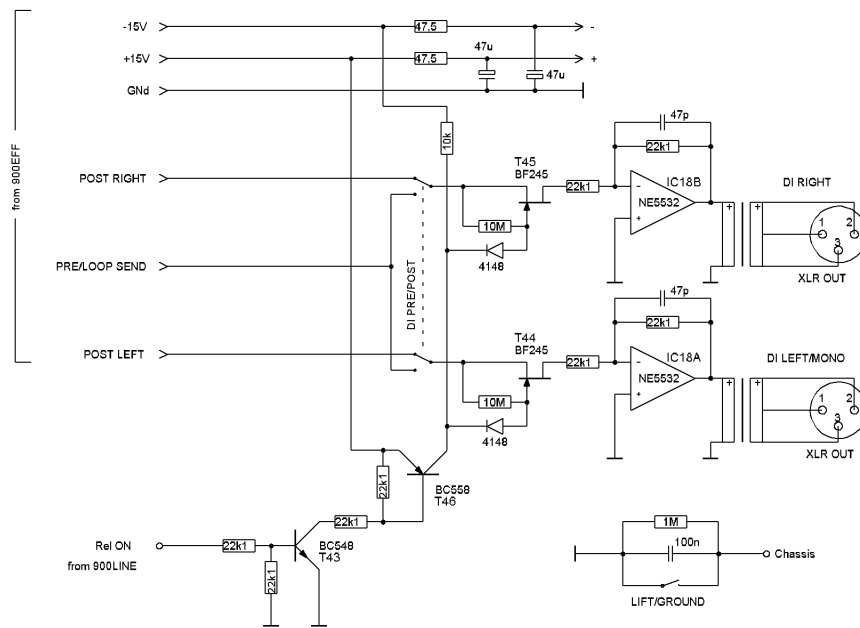 -15V
47.5
-
+15V
47.5
47u
+
47u
GNd
from 900EFF
10k
47p
22k1
T45
BF245
POST RIGHT
22k1
IC18B
NE5532
DI RIGHT
10M
4148
1
2
3
XLR OUT
PRE/LOOP SEND
DI PRE/POST
47p
22k1
T44
BF245
POST LEFT
22k1
IC18A
NE5532
DI LEFT/MONO
10M
4148
1
2
3
XLR OUT
22k1
BC558
T46
22k1
Rel ON
from 900LINE
22k1
BC548
T43
22k1
1M
100n
Chassis
LIFT/GROUND